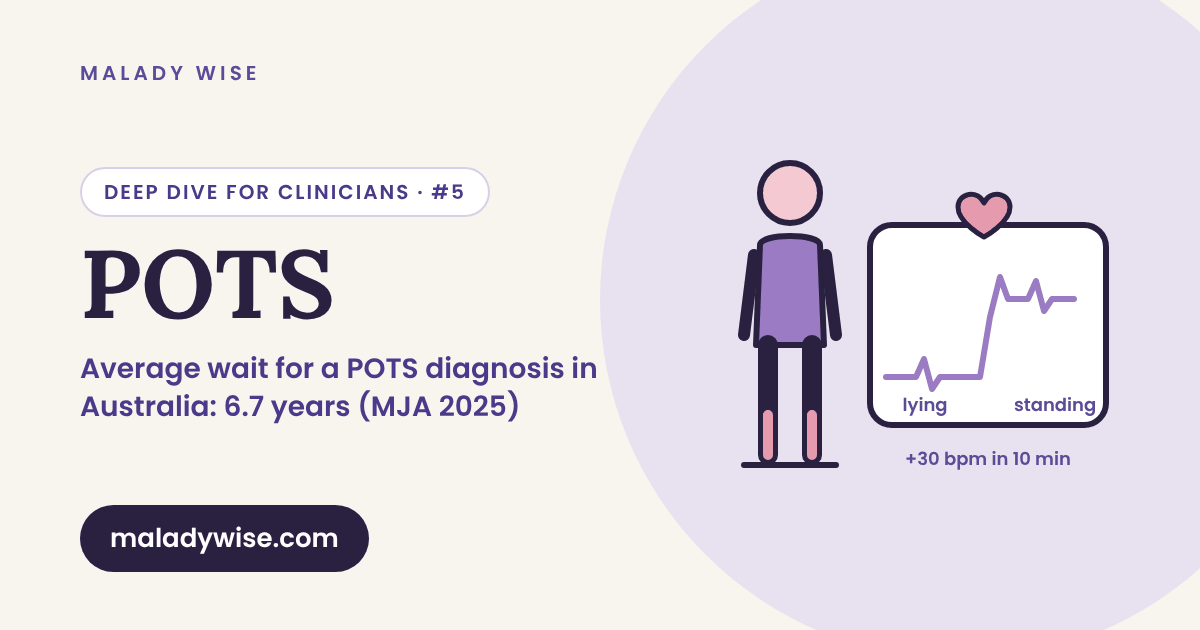 MALADY WISE
DEEP DIVE FOR CLINICIANS · #5
POTS
Average wait for a POTS diagnosis in
Australia: 6.7 years (MJA 2025)
maladywise.com
lying
standing
+30 bpm in 10 min